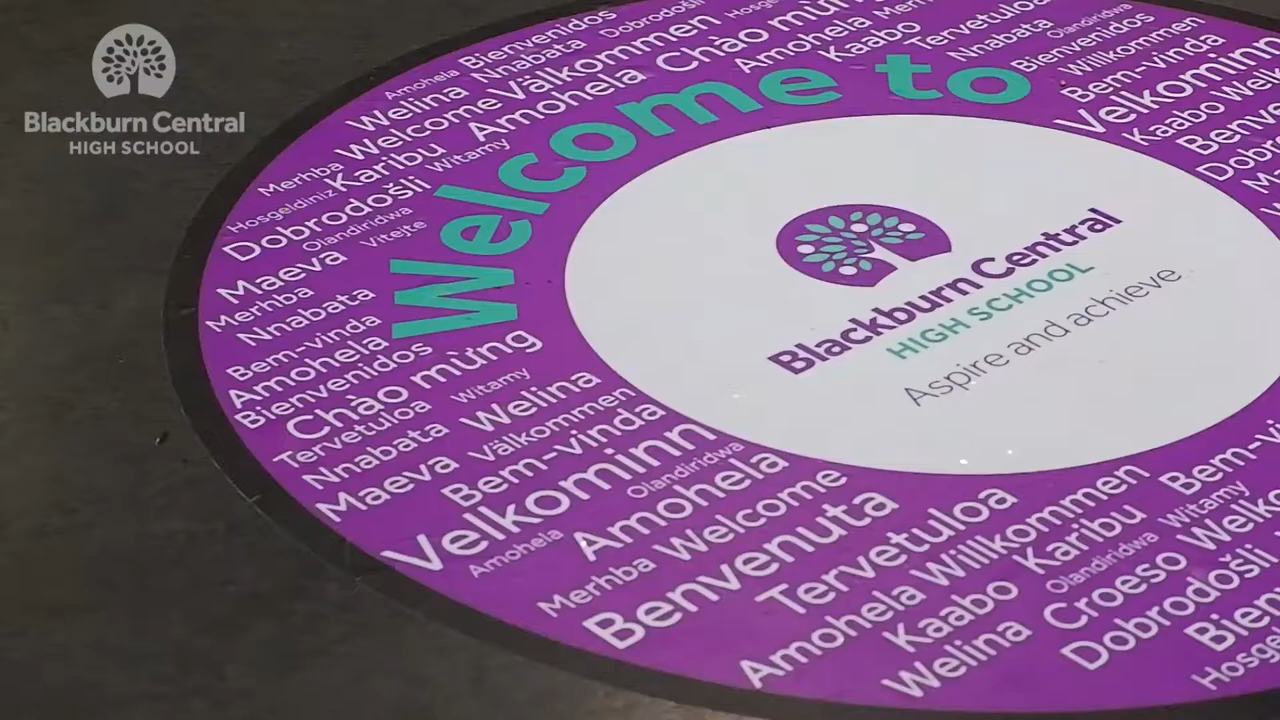 Blackburn Central
HIGH SCHOOL
Welcome to
Blackburn Central
HIGH SCHOOL
Aspire and achieve
Bienvenidos
Dobrodošli
Amohela
Nnabata
Välkommen
Chào mừng
Welina
Welcome
Amohela
Amohela
Kaabo
Tervetuloa
Nnabata
Olandiridwa
Bienvenidos
Willkommen
Bem-vinda
Velkominn
Kaabo
Merhba
Karibu
Witamy
Hosgeldiniz
Dobrodošli
Olandiridwa
Vitejte
Maeva
Merhba
Nnabata
Bem-vinda
Amohela
Bienvenidos
Chào mừng
Tervetuloa
Witamy
Nnabata
Welina
Maeva
Välkommen
Bem-vinda
Velkominn
Olandiridwa
Amohela
Amohela
Merhba Welcome
Benvenuta
Tervetuloa
Amohela Willkommen
Kaabo Karibu
Welina
Olandiridwa
Witamy
Croeso
Dobrodošli